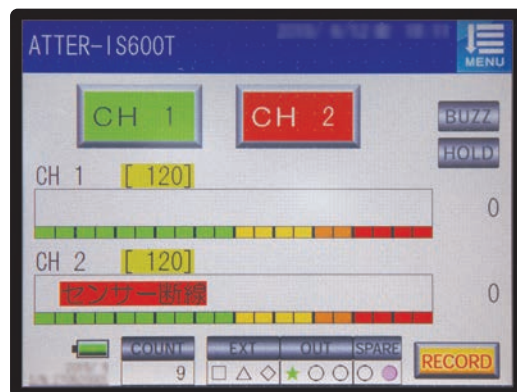 ATTER-IS600T
MENU
CH 1 CH 2
BUZZ
HOLD
CH 1 [ 120]
0
CH 2 [ 120]
センサー断線
0
COUNT EXT OUT SPARE
9 □ △ ◇ ★ ○ ○ ○ ●
RECORD